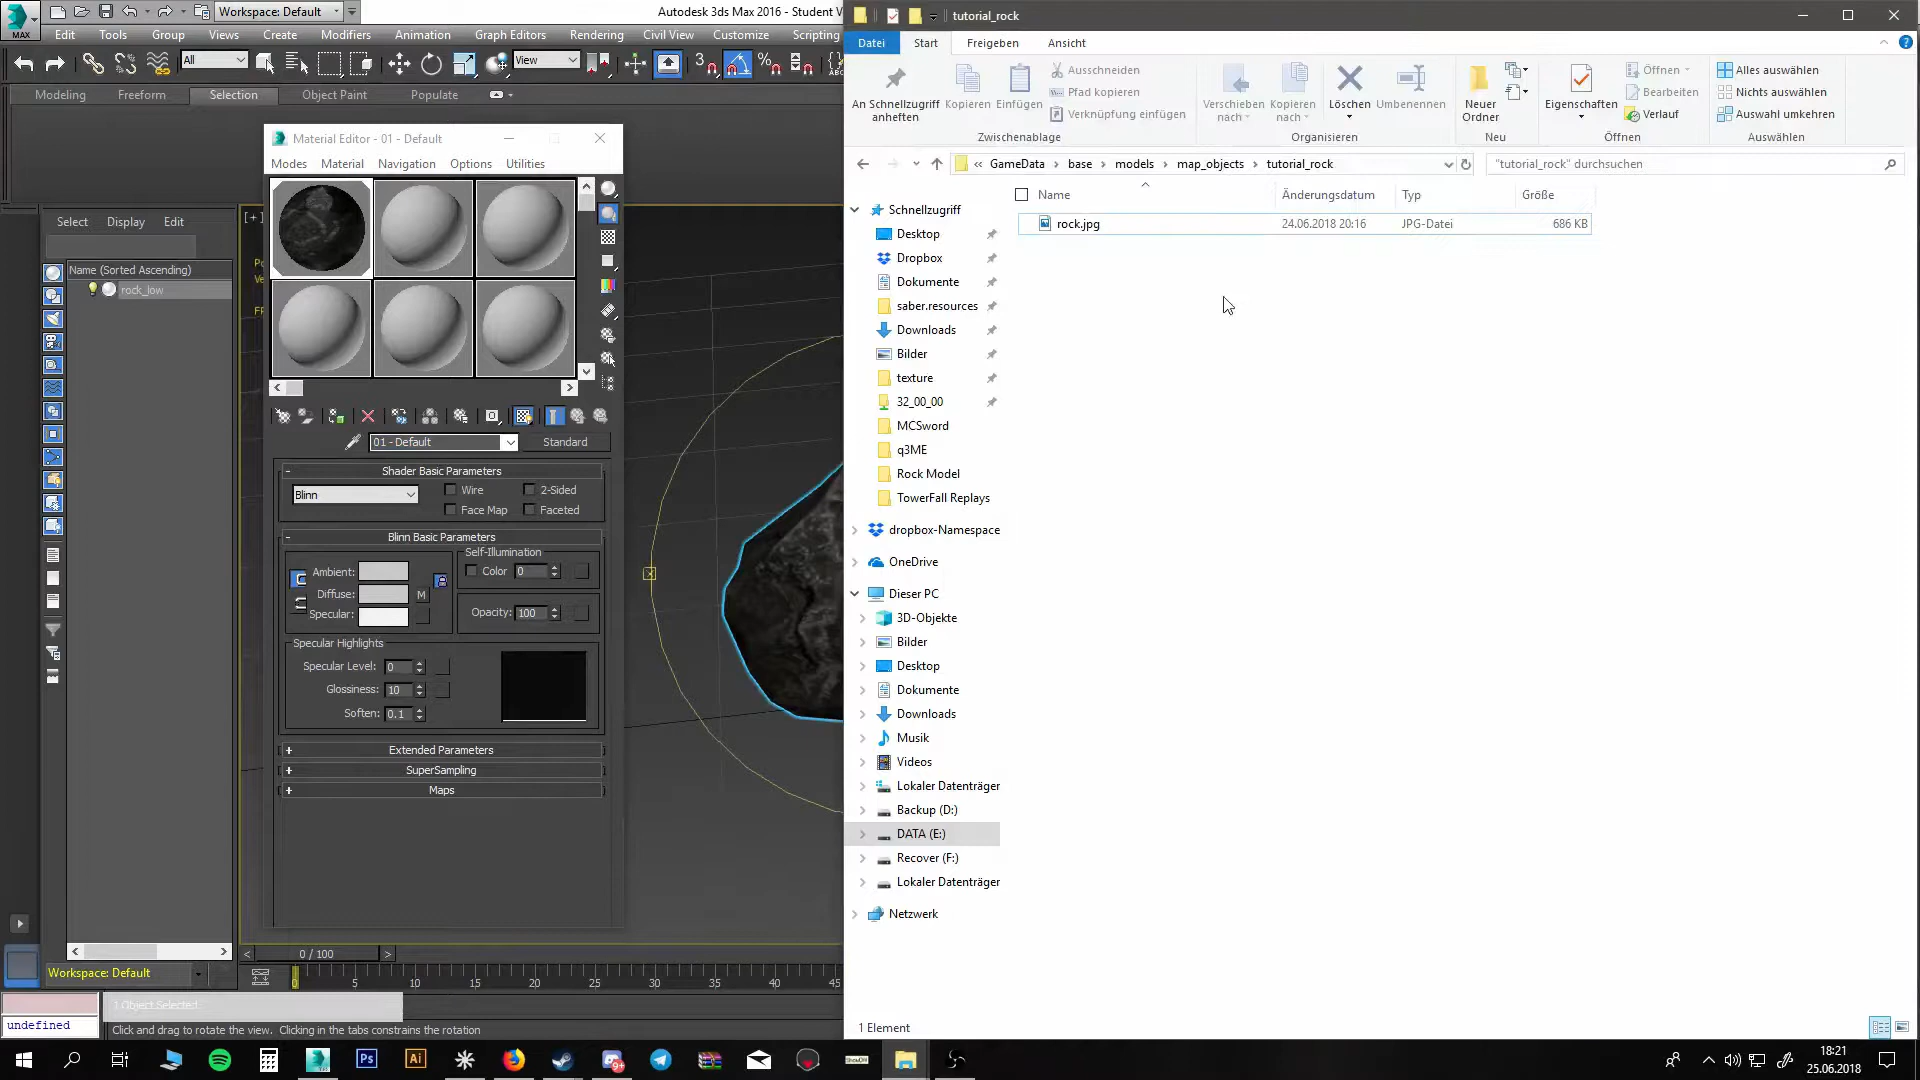 Workspace: Default
Autodesk 3ds Max 2016 - Student V
MAX
Edit Tools Group Views Create Modifiers Animation Graph Editors Rendering Civil View Customize Scripting
All
View
Modeling Freeform Selection Object Paint Populate
Select Display Edit
Name (Sorted Ascending)
rock_low
[+]
Material Editor - 01 - Default
Modes Material Navigation Options Utilities
01 - Default
Standard
Shader Basic Parameters
Blinn
Wire
2-Sided
Face Map
Faceted
Blinn Basic Parameters
Self-Illumination
Ambient:
Color 0
Diffuse:
M
Specular:
Opacity: 100
Specular Highlights
Specular Level: 0
Glossiness: 10
Soften: 0.1
Extended Parameters
SuperSampling
Maps
0 / 100
Workspace: Default
0 5 10 15 20 25 30 35 40 45
1 Object Selected
undefined
Click and drag to rotate the view. Clicking in the tabs constrains the rotation
tutorial_rock
Datei Start Freigeben Ansicht
An Schnellzugriff anheften
Kopieren
Einfügen
Ausschneiden
Pfad kopieren
Verknüpfung einfügen
Zwischenablage
Verschieben nach
Kopieren nach
Löschen
Umbenennen
Organisieren
Neuer Ordner
Neu
Eigenschaften
Öffnen
Bearbeiten
Verlauf
Öffnen
Alles auswählen
Nichts auswählen
Auswahl umkehren
Auswählen
« GameData base models map_objects tutorial_rock
"tutorial_rock" durchsuchen
Name Änderungsdatum Typ Größe
rock.jpg 24.06.2018 20:16 JPG-Datei 686 KB
Schnellzugriff
Desktop
Dropbox
Dokumente
saber.resources
Downloads
Bilder
texture
32_00_00
MCSword
q3ME
Rock Model
TowerFall Replays
dropbox-Namespace
OneDrive
Dieser PC
3D-Objekte
Bilder
Desktop
Dokumente
Downloads
Musik
Videos
Lokaler Datenträger
Backup (D:)
DATA (E:)
Recover (F:)
Lokaler Datenträger
Netzwerk
1 Element
Ps
Ai
18:21
25.06.2018